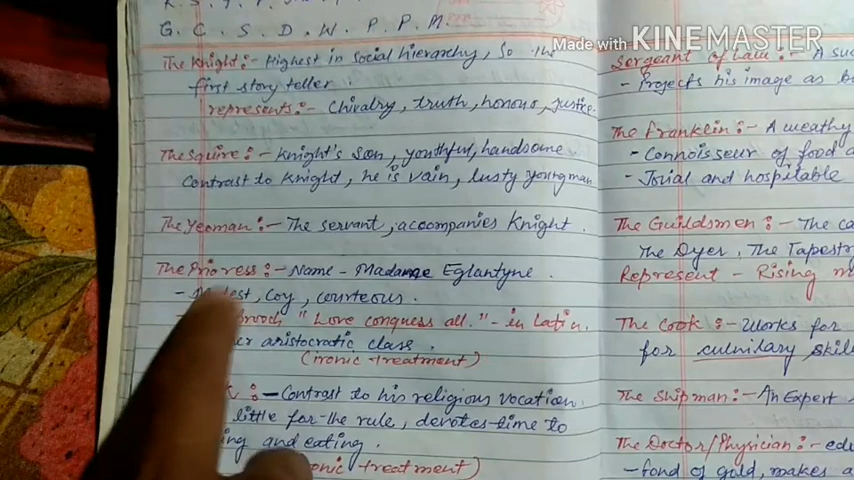 G. C. S. D. W. P. P. M.
Made with KINEMASTER
The Knight:- Highest in social hierarchy, so the
first story teller
represents:- Chivalry, truth, honour, justice.
The Squire:- Knight's son, youthful, handsome
Contrast to Knight, he is vain, lusty young man
The Yeoman:- The servant, accompanies Knight.
The Prioress:- Name - Madame Eglantyne.
coy, courteous.
Brooch "Love conquess all." - in Latin.
aristocratic class.
(ironic treatment)
:- Contrast to his religious vocation.
little for the rule, devotes time to
and eating.
treatment)
Sergeant of Law:- A
- Projects his image as
The Franklin:- A weathy
- Connoisseur of food
- Jovial and hospitable
The Guildsmen:- The
The Dyer, The
Represent - Rising
The Cook:- Works for
for culinary
The Shipman:- An Expert
The Doctor/Physician:-
- fond of gold, makes